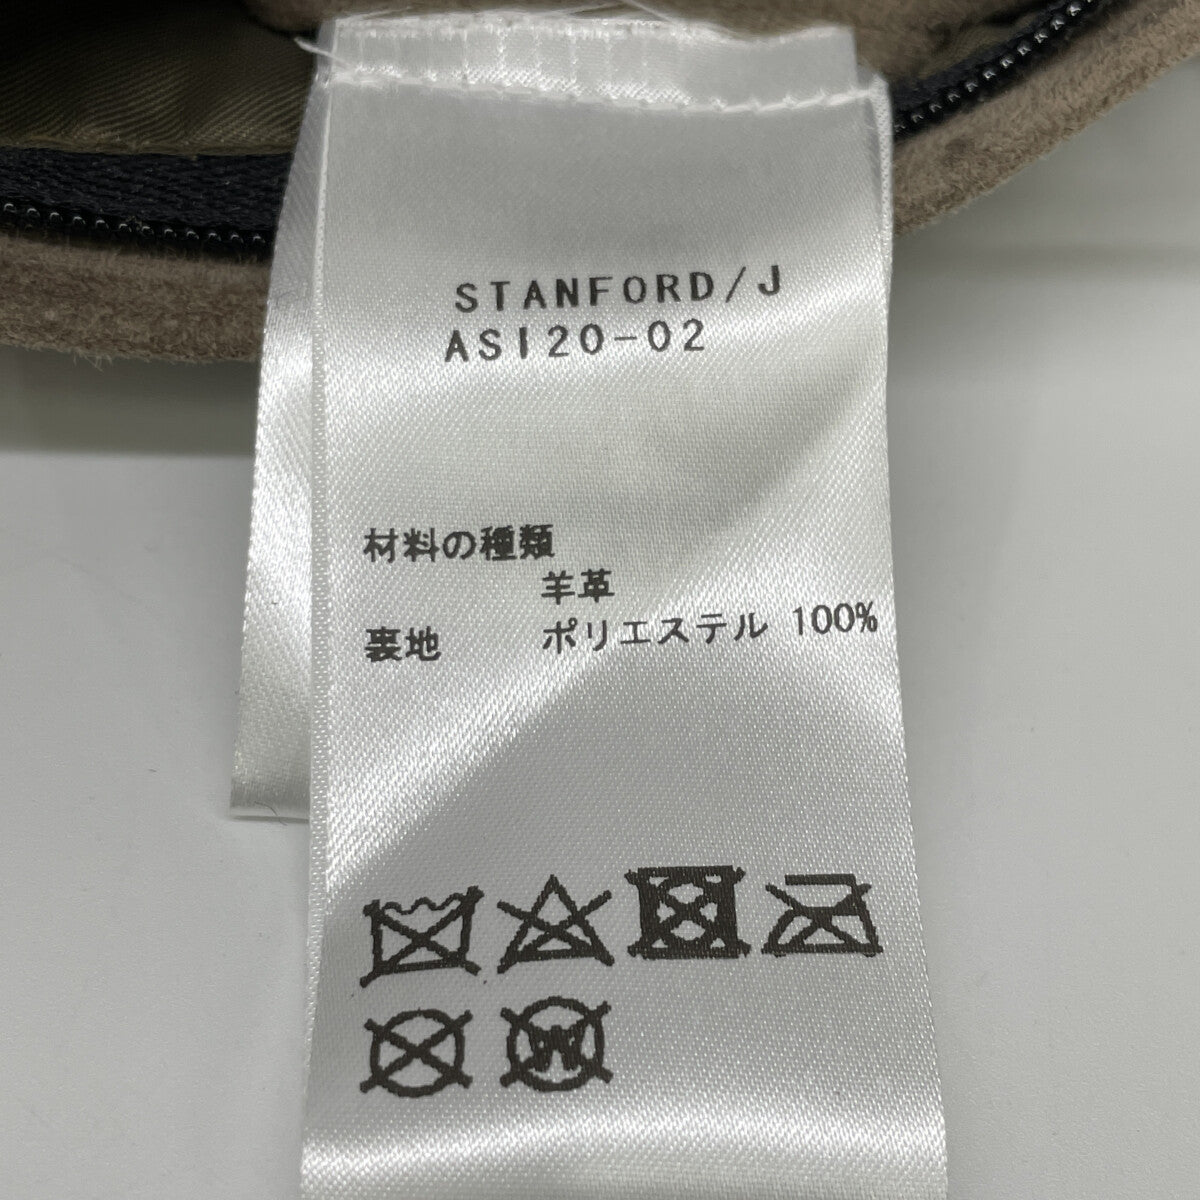 STANFORD/J
ASI20-02
材料の種類
羊革
裏地 ポリエステル 100%
W